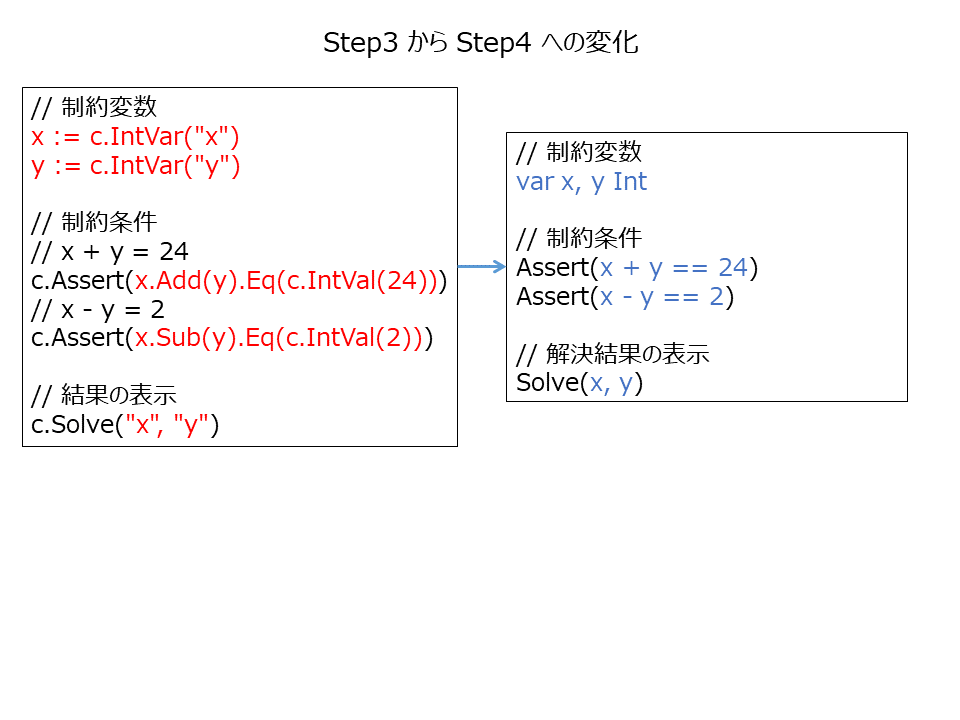 Step3 から Step4 への変化
// 制約変数
x := c.IntVar("x")
y := c.IntVar("y")
// 制約条件
// x + y = 24
c.Assert(x.Add(y).Eq(c.IntVal(24)))
// x - y = 2
c.Assert(x.Sub(y).Eq(c.IntVal(2)))
// 結果の表示
c.Solve("x", "y")
// 制約変数
var x, y Int
// 制約条件
Assert(x + y == 24)
Assert(x - y == 2)
// 解決結果の表示
Solve(x, y)